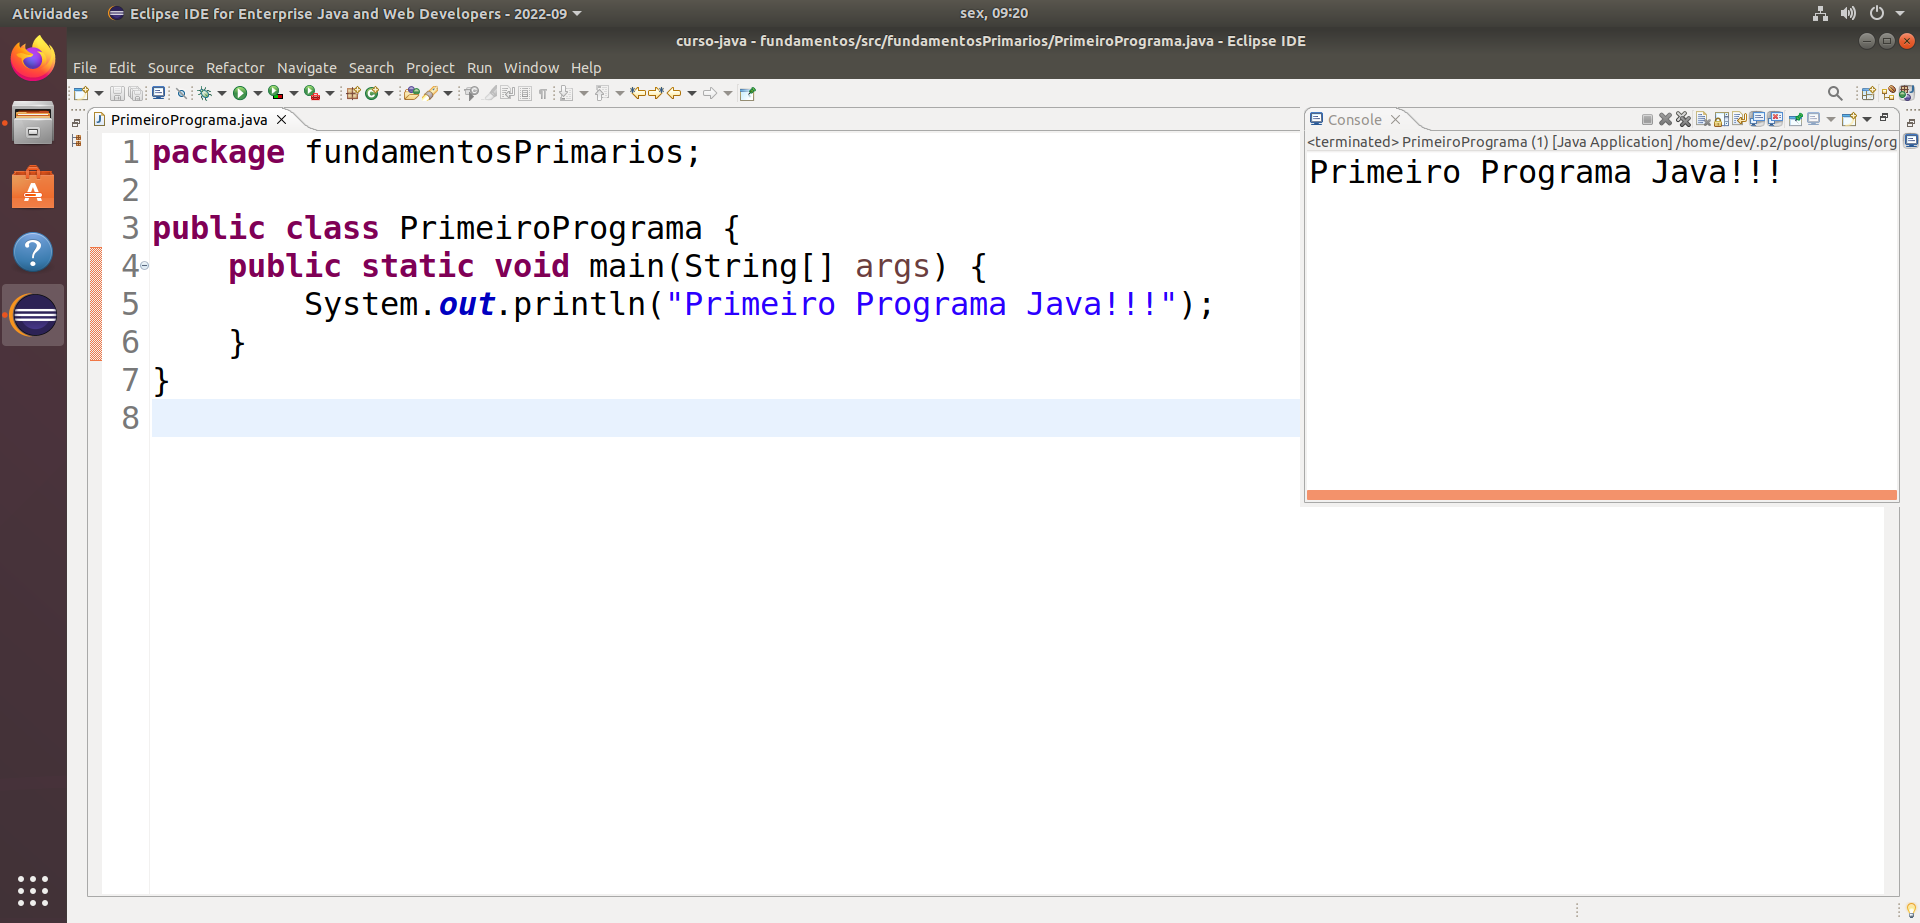 Atividades Eclipse IDE for Enterprise Java and Web Developers - 2022-09 sex, 09:20
curso-java - fundamentos/src/fundamentosPrimarios/PrimeiroPrograma.java - Eclipse IDE
File Edit Source Refactor Navigate Search Project Run Window Help
PrimeiroPrograma.java
1 package fundamentosPrimarios;
2
3 public class PrimeiroPrograma {
4 public static void main(String[] args) {
5 System.out.println("Primeiro Programa Java!!!");
6 }
7 }
8
Console
<terminated> PrimeiroPrograma (1) [Java Application] /home/dev/.p2/pool/plugins/org
Primeiro Programa Java!!!